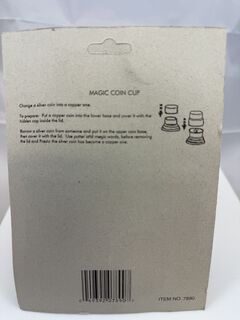 MAGIC COIN CUP
Change a silver coin into a copper one.
To prepare: Put a copper coin into the lower base and cover it with the
hidden cap inside the lid.
Borrow a silver coin from someone and put it on the upper coin base,
then cover it with the lid. Use patter and magic words, before removing
the lid and Presto the silver coin has become a copper one.
ITEM NO. 7890